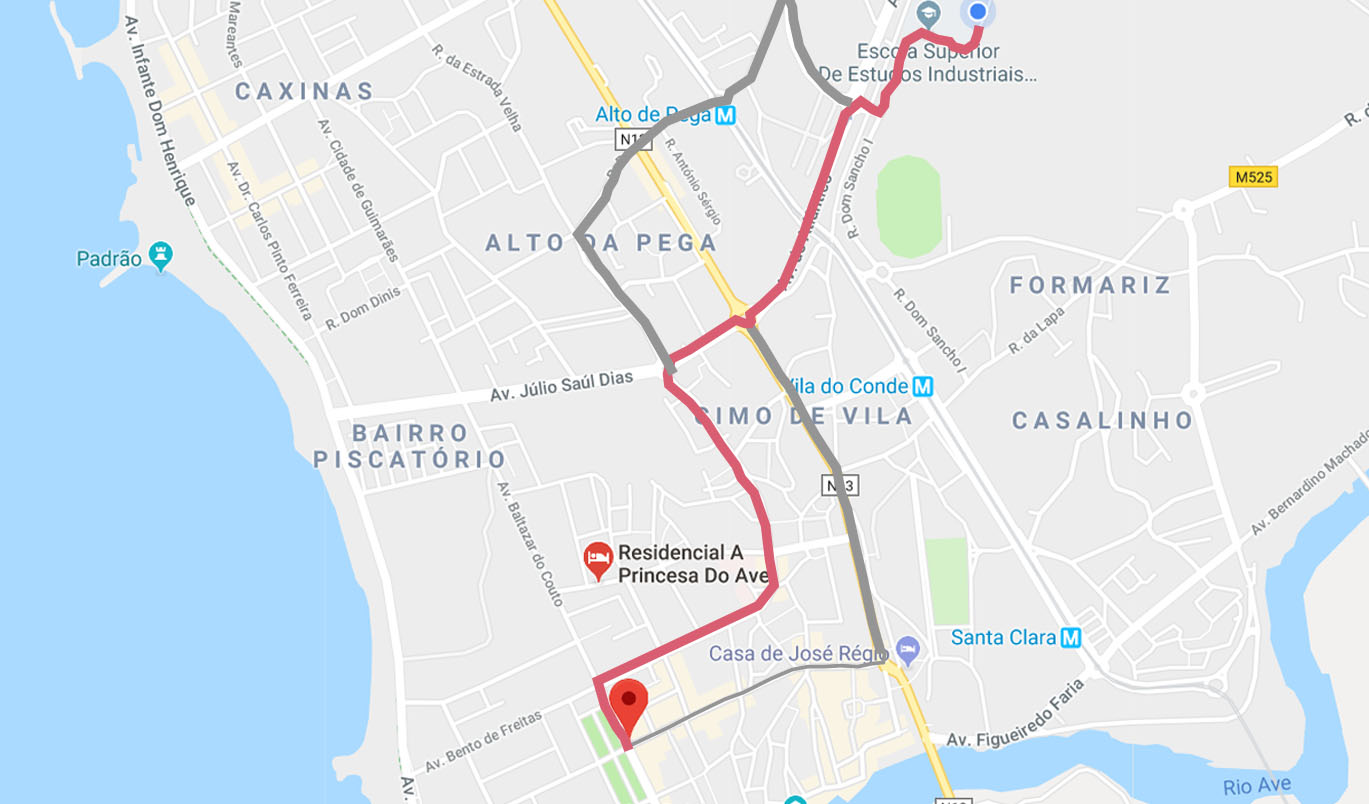 Av. Infante Dom Henrique
Mareantes
R. da Estrada Velha
CAXINAS
Escola Superior
De Estudos Industriais...
Alto de Pega M
R. António Sérgio
R. Dom Sancho I
M525
Av. Cidade de Guimarães
Av. Dr. Carlos Pinto Ferreira
Padrão
ALTO DA PEGA
R. Dom Dinis
FORMARIZ
R. Dom Sancho I
R. da Lapa
Av. Júlio Saúl Dias
Vila do Conde M
CIMO DE VILA
CASALINHO
BAIRRO
PISCATÓRIO
N13
Av. Bernardino Machado
Av. Baltazar do Couto
Residencial A
Princesa Do Ave
Santa Clara M
Casa de José Régio
Av. Bento de Freitas
Av. Figueiredo Faria
Av.
Rio Ave